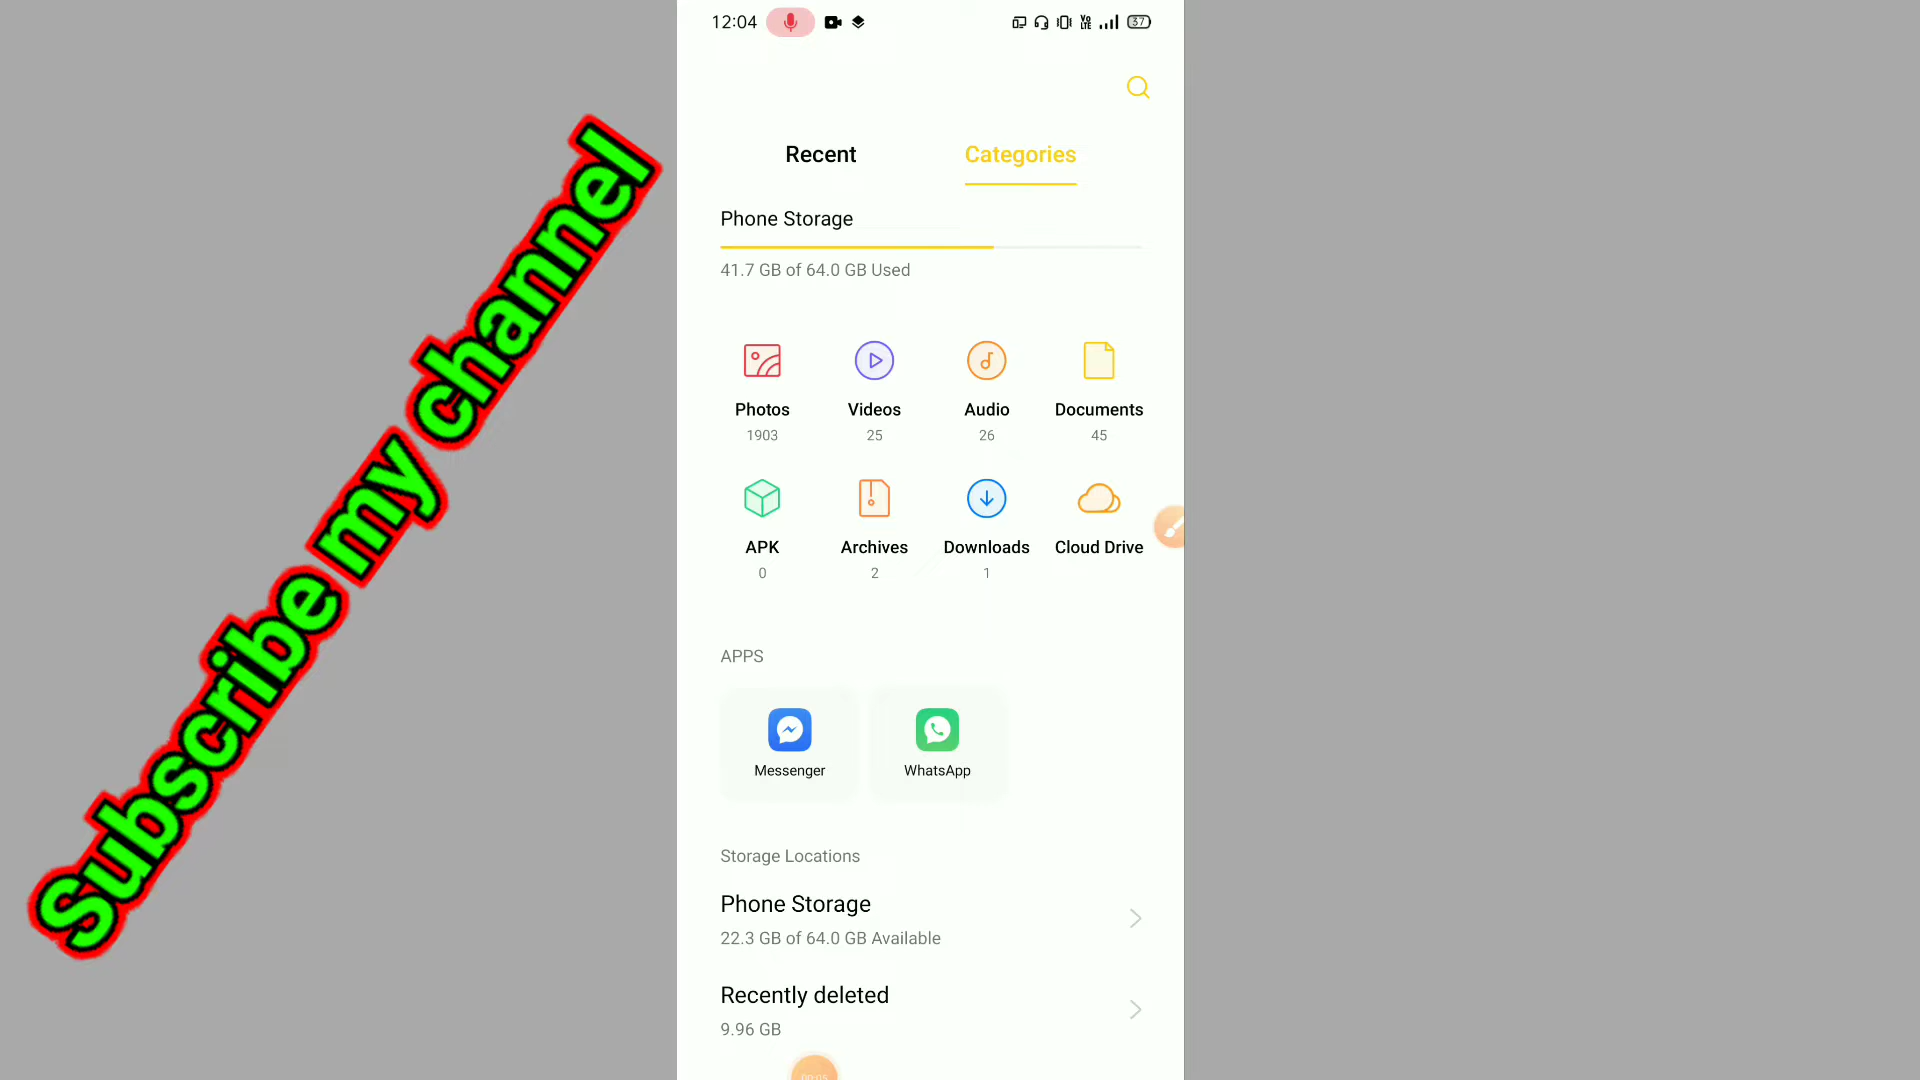 Subscribe my channel
12:04
37
Recent
Categories
Phone Storage
41.7 GB of 64.0 GB Used
Photos
Videos
Audio
Documents
1903
25
26
45
APK
Archives
Downloads
Cloud Drive
0
2
1
APPS
Messenger
WhatsApp
Storage Locations
Phone Storage
22.3 GB of 64.0 GB Available
Recently deleted
9.96 GB